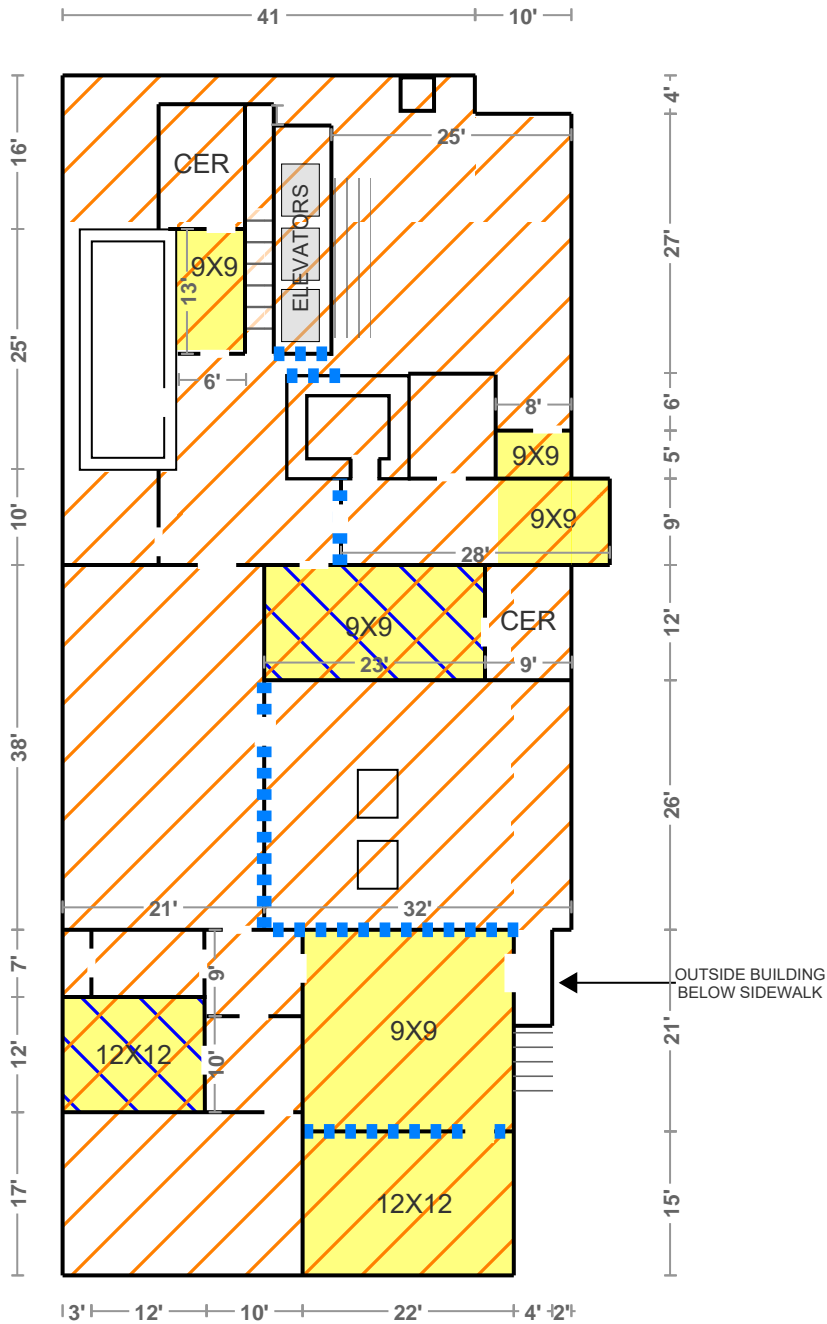 41
10'
4'
16'
25'
CER
ELEVATORS
27'
9X9
13'
25'
6'
6'
8'
9X9
5'
10'
9X9
9'
28'
9X9
CER
12'
23'
9'
38'
26'
21'
32'
7'
9'
OUTSIDE BUILDING
BELOW SIDEWALK
9X9
21'
12'
12X12
10'
17'
12X12
15'
3'
12'
10'
22'
4'
2'